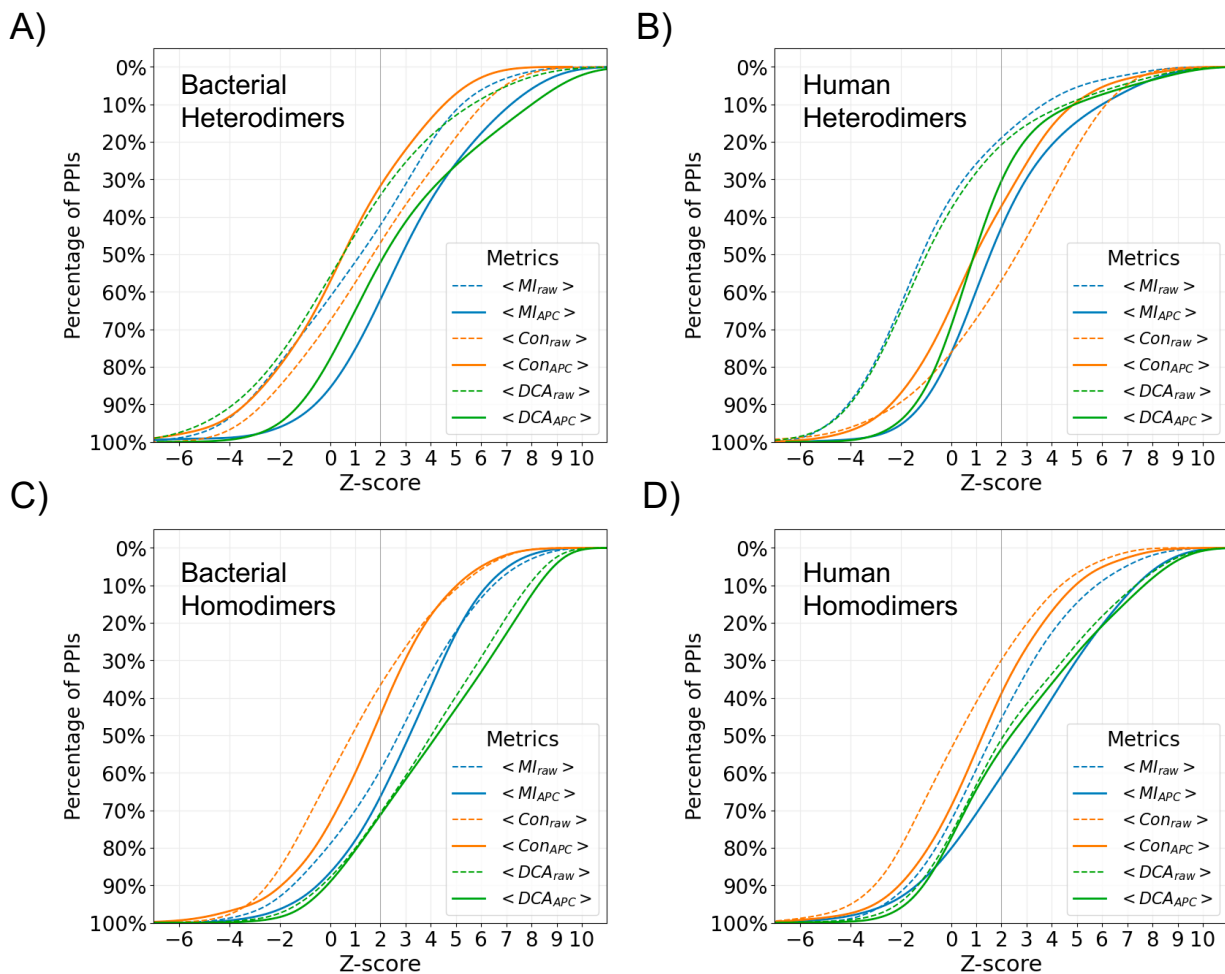 A)
Percentage of PPIs
0%
10%
20%
30%
40%
50%
60%
70%
80%
90%
100%
Bacterial
Heterodimers
Metrics
< MI_raw >
< MI_APC >
< Con_raw >
< Con_APC >
< DCA_raw >
< DCA_APC >
−6 −4 −2 0 1 2 3 4 5 6 7 8 9 10
Z-score
B)
Percentage of PPIs
0%
10%
20%
30%
40%
50%
60%
70%
80%
90%
100%
Human
Heterodimers
Metrics
< MI_raw >
< MI_APC >
< Con_raw >
< Con_APC >
< DCA_raw >
< DCA_APC >
−6 −4 −2 0 1 2 3 4 5 6 7 8 9 10
Z-score
C)
Percentage of PPIs
0%
10%
20%
30%
40%
50%
60%
70%
80%
90%
100%
Bacterial
Homodimers
Metrics
< MI_raw >
< MI_APC >
< Con_raw >
< Con_APC >
< DCA_raw >
< DCA_APC >
−6 −4 −2 0 1 2 3 4 5 6 7 8 9 10
Z-score
D)
Percentage of PPIs
0%
10%
20%
30%
40%
50%
60%
70%
80%
90%
100%
Human
Homodimers
Metrics
< MI_raw >
< MI_APC >
< Con_raw >
< Con_APC >
< DCA_raw >
< DCA_APC >
−6 −4 −2 0 1 2 3 4 5 6 7 8 9 10
Z-score